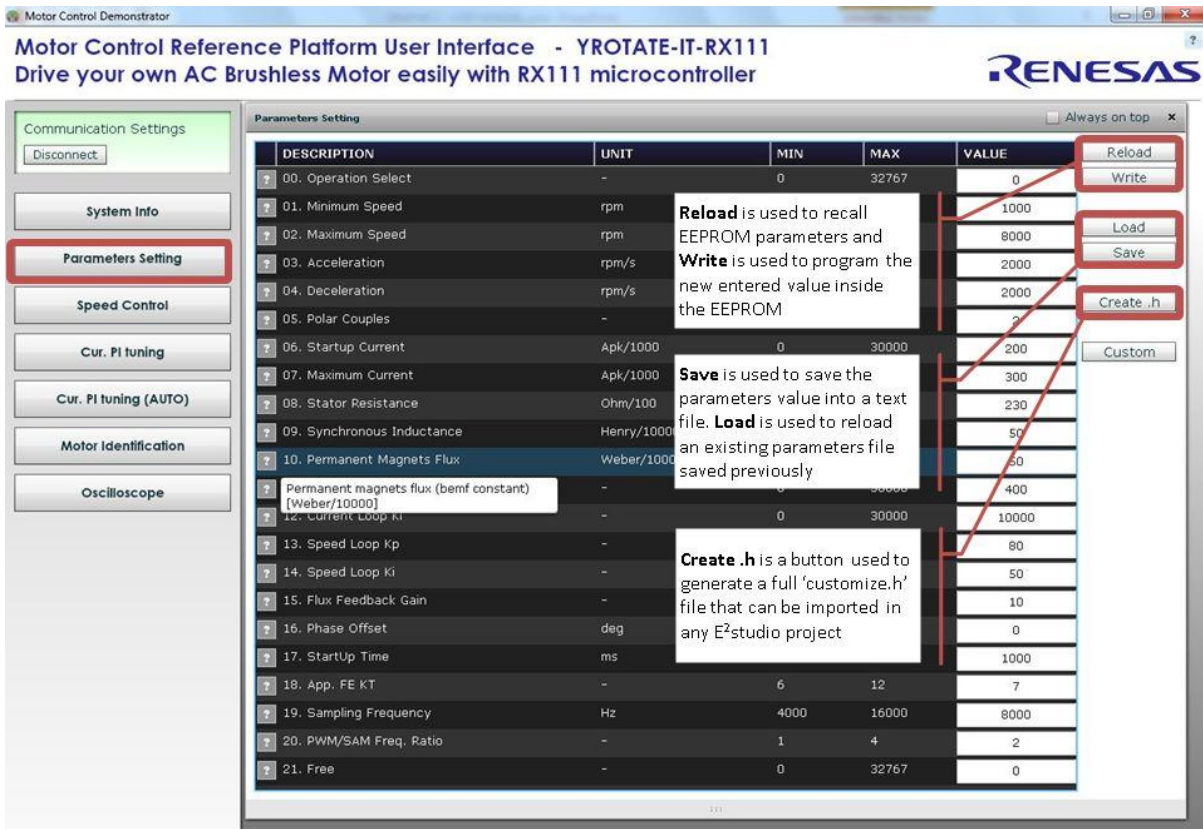 Motor Control Demonstrator
Motor Control Reference Platform User Interface - YROTATE-IT-RX111
Drive your own AC Brushless Motor easily with RX111 microcontroller
RENESAS
?
Communication Settings
Disconnect
System Info
Parameters Setting
Speed Control
Cur. PI tuning
Cur. PI tuning (AUTO)
Motor Identification
Oscilloscope
Parameters Setting
Always on top x
DESCRIPTION UNIT MIN MAX VALUE
? 00. Operation Select - 0 32767 0
? 01. Minimum Speed rpm 1000
? 02. Maximum Speed rpm 8000
? 03. Acceleration rpm/s 2000
? 04. Deceleration rpm/s 2000
? 05. Polar Couples -
? 06. Startup Current Apk/1000 0 30000 200
? 07. Maximum Current Apk/1000 300
? 08. Stator Resistance Ohm/100 230
? 09. Synchronous Inductance 50
? 10. Permanent Magnets Flux
? - 400
Permanent magnets flux (bemf constant)
[Weber/10000]
? 12. Current Loop Ki - 0 30000 10000
? 13. Speed Loop Kp - 80
? 14. Speed Loop Ki - 50
? 15. Flux Feedback Gain - 10
? 16. Phase Offset deg 0
? 17. StartUp Time ms 1000
? 18. App. FE KT - 6 12 7
? 19. Sampling Frequency Hz 4000 16000 8000
? 20. PWM/SAM Freq. Ratio - 1 4 2
? 21. Free - 0 32767 0
Reload is used to recall
EEPROM parameters and
Write is used to program the
new entered value inside
the EEPROM
Save is used to save the
parameters value into a text
file. Load is used to reload
an existing parameters file
saved previously
Create .h is a button used to
generate a full ‘customize.h’
file that can be imported in
any E²studio project
Reload
Write
Load
Save
Create .h
Custom